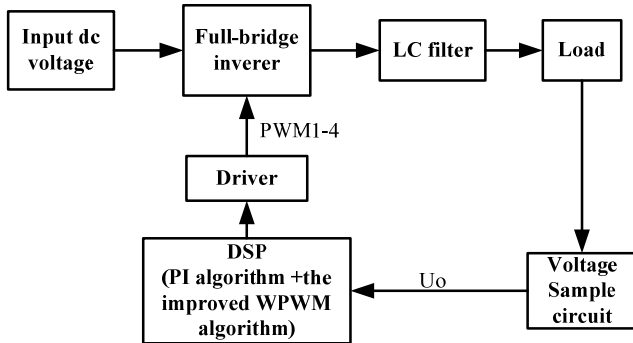 Input dc
voltage
Full-bridge
inverer
LC filter
Load
PWM1-4
Driver
DSP
(PI algorithm +the
improved WPWM
algorithm)
Uo
Voltage
Sample
circuit